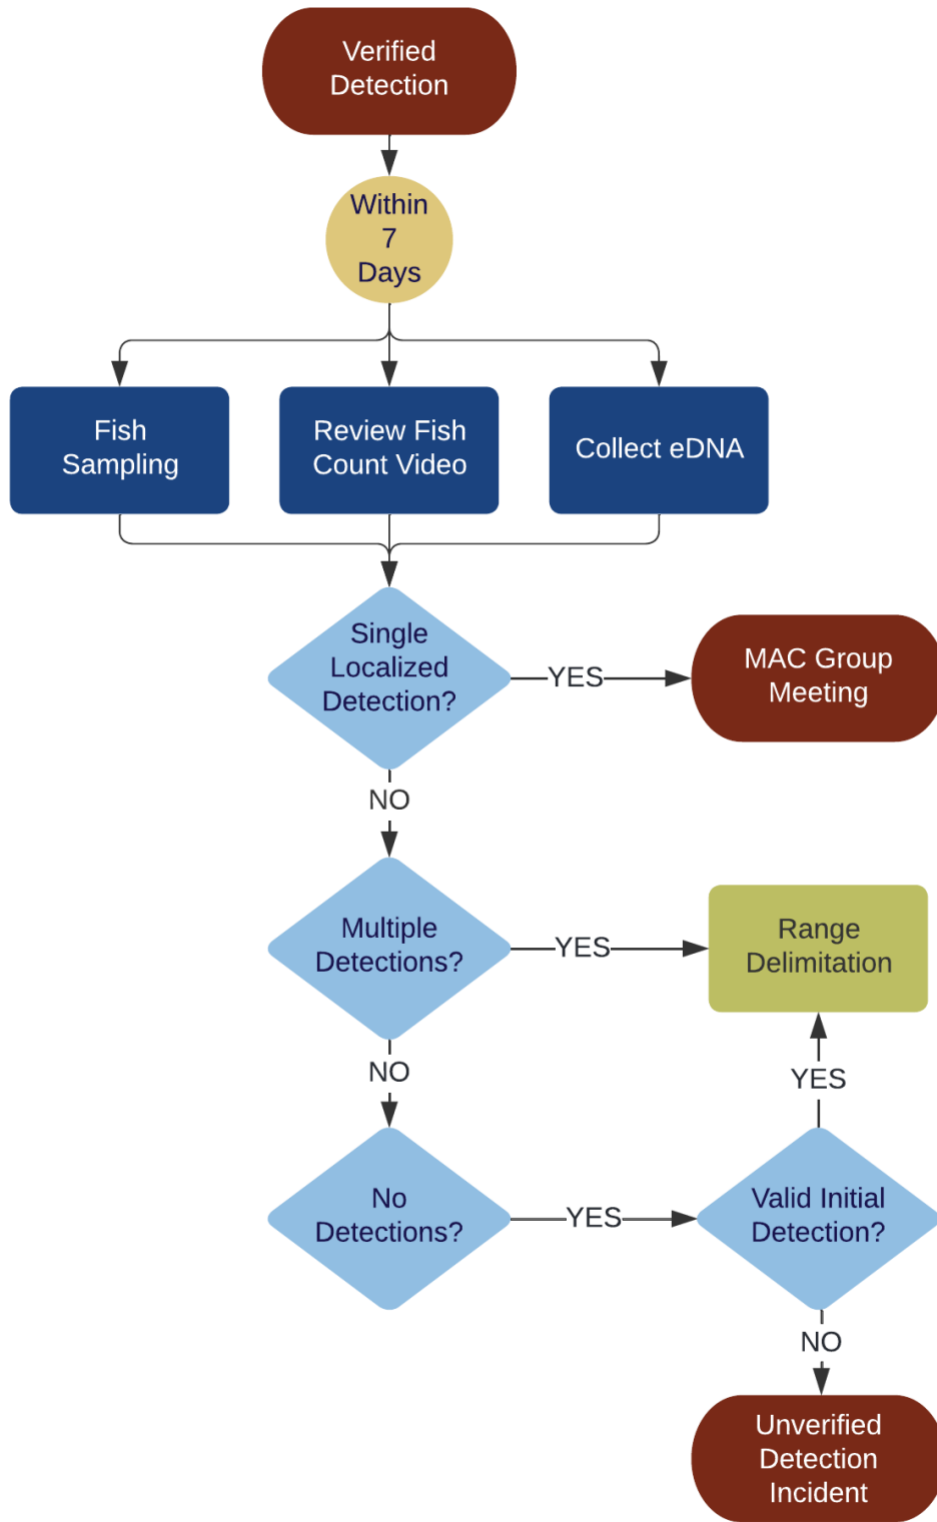 Verified
Detection
Within
7
Days
Fish
Sampling
Review Fish
Count Video
Collect eDNA
Single
Localized
Detection?
YES
MAC Group
Meeting
NO
Multiple
Detections?
YES
Range
Delimitation
NO
YES
No
Detections?
YES
Valid Initial
Detection?
NO
Unverified
Detection
Incident